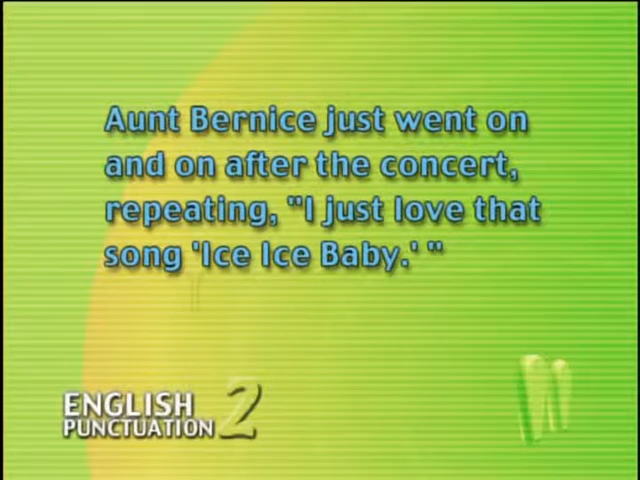 Aunt Bernice just went on
and on after the concert,
repeating, "I just love that
song 'Ice Ice Baby.' "
ENGLISH
PUNCTUATION 2